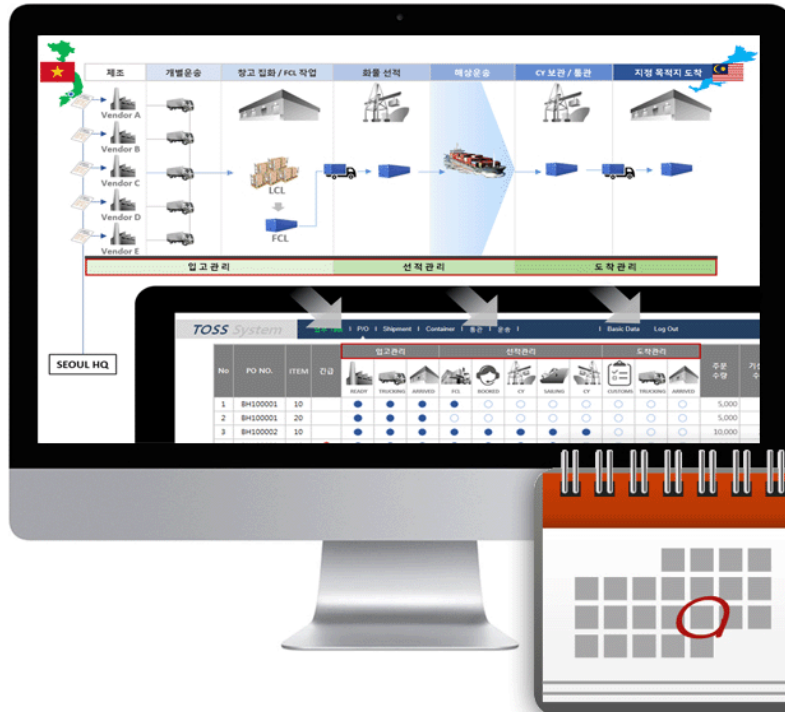 제조 개별운송 창고 집화 / FCL 작업 화물 선적 해상운송 CY 보관 / 통관 지정 목적지 도착
Vendor A
Vendor B
Vendor C
LCL
Vendor D
FCL
Vendor E
입고관리 선적관리 도착관리
TOSS System
I P/O I Shipment I Container I 통관 I 운송 I I Basic Data Log Out
SEOUL HQ
입고관리 선적관리 도착관리
No PO NO. ITEM 긴급 주문
수량
READY TRUCKING ARRIVED FCL BOOKED CY SAILING CY CUSTOMS TRUCKING ARRIVED
1 BH100001 10 5,000
2 BH100001 20 5,000
3 BH100002 10 10,000